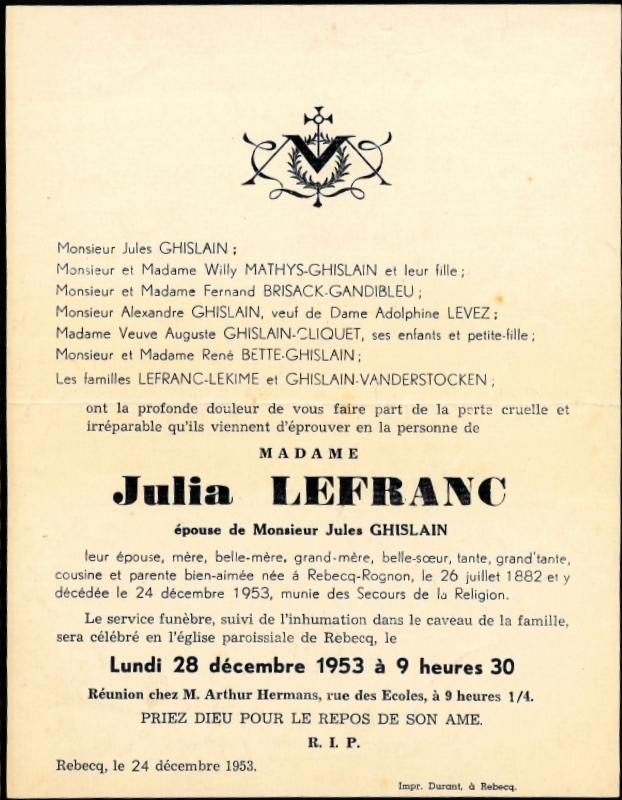 Monsieur Jules GHISLAIN ;
Monsieur et Madame Willy MATHYS-GHISLAIN et leur fille ;
Monsieur et Madame Fernand BRISACK-GANDIBLEU ;
Monsieur Alexandre GHISLAIN, veuf de Dame Adolphine LEVEZ ;
Madame Veuve Auguste GHISLAIN-CLIQUET, ses enfants et petite-fille ;
Monsieur et Madame René BETTE-GHISLAIN ;
Les familles LEFRANC-LEKIME et GHISLAIN-VANDERSTOCKEN ;
ont la profonde douleur de vous faire part de la perte cruelle et
irréparable qu'ils viennent d'éprouver en la personne de
MADAME
Julia LEFRANC
épouse de Monsieur Jules GHISLAIN
leur épouse, mère, belle-mère, grand-mère, belle-sœur, tante, grand'tante,
cousine et parente bien-aimée née à Rebecq-Rognon, le 26 juillet 1882 et y
décédée le 24 décembre 1953, munie des Secours de la Religion.
Le service funèbre, suivi de l'inhumation dans le caveau de la famille,
sera célébré en l'église paroissiale de Rebecq, le
Lundi 28 décembre 1953 à 9 heures 30
Réunion chez M. Arthur Hermans, rue des Ecoles, à 9 heures 1/4.
PRIEZ DIEU POUR LE REPOS DE SON AME.
R. I. P.
Rebecq, le 24 décembre 1953.
Impr. Durant, à Rebecq.